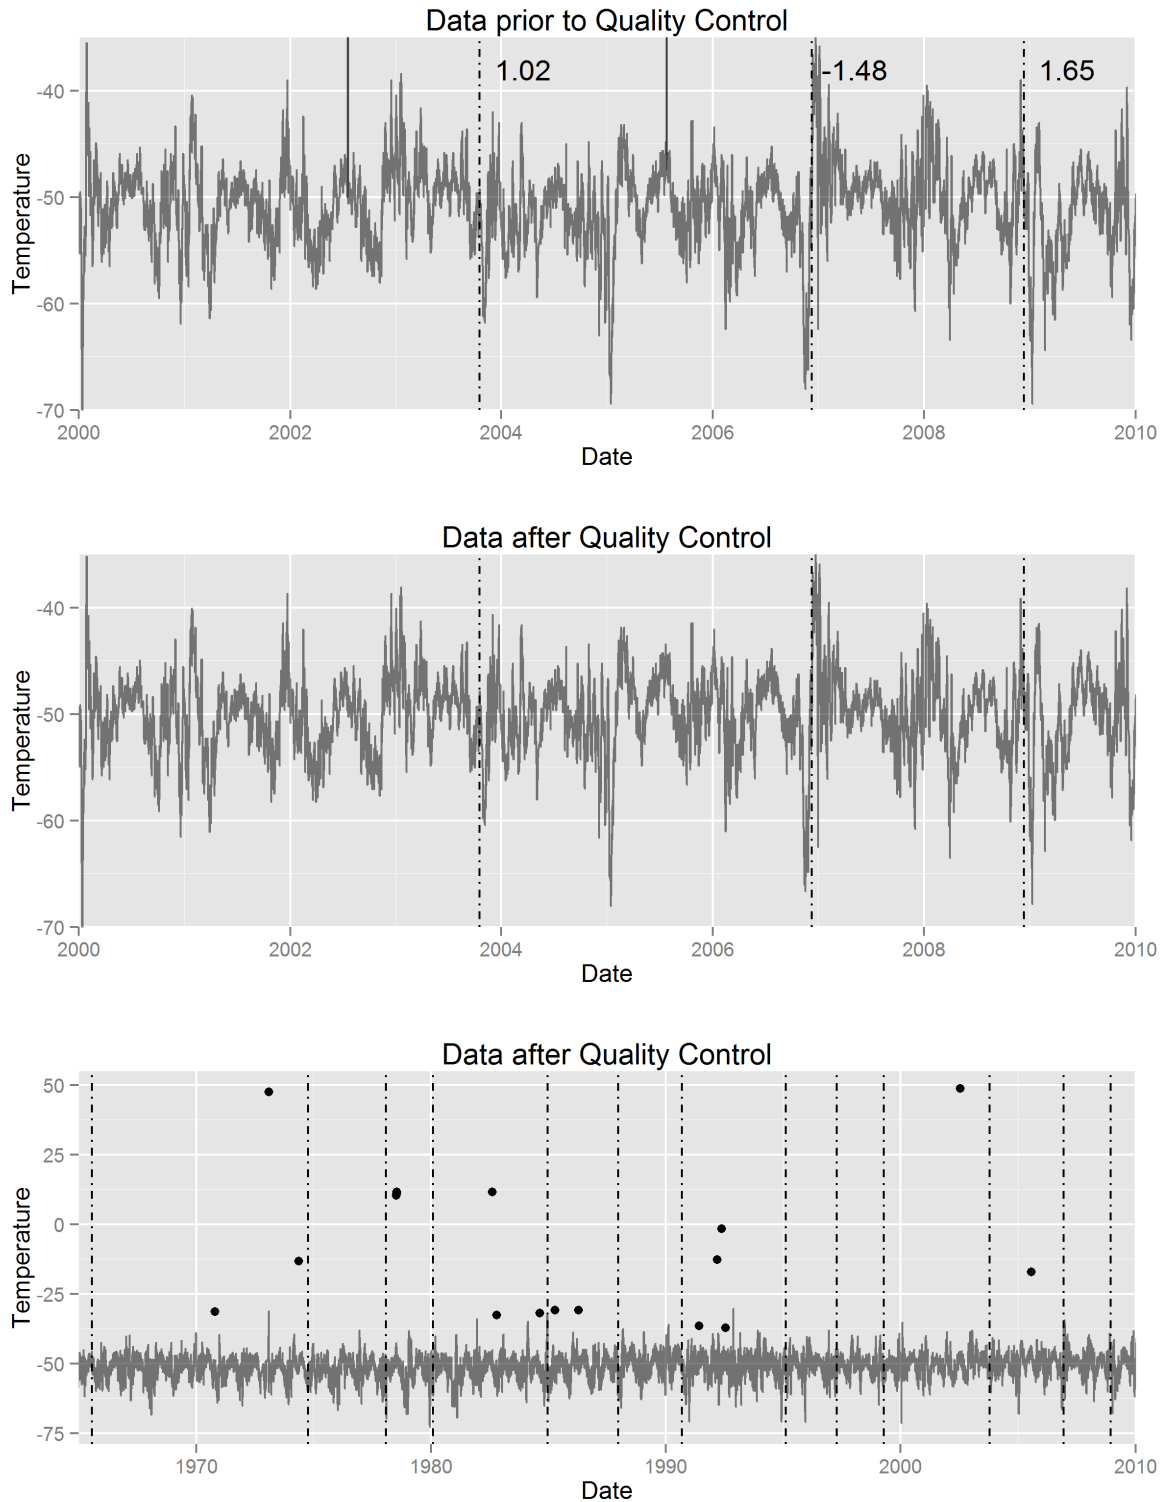 Data prior to Quality Control
1.02
-1.48
1.65
-40
-50
-60
-70
Temperature
2000 2002 2004 2006 2008 2010
Date
Data after Quality Control
-40
-50
-60
-70
Temperature
2000 2002 2004 2006 2008 2010
Date
Data after Quality Control
50
25
0
-25
-50
-75
Temperature
1970 1980 1990 2000 2010
Date